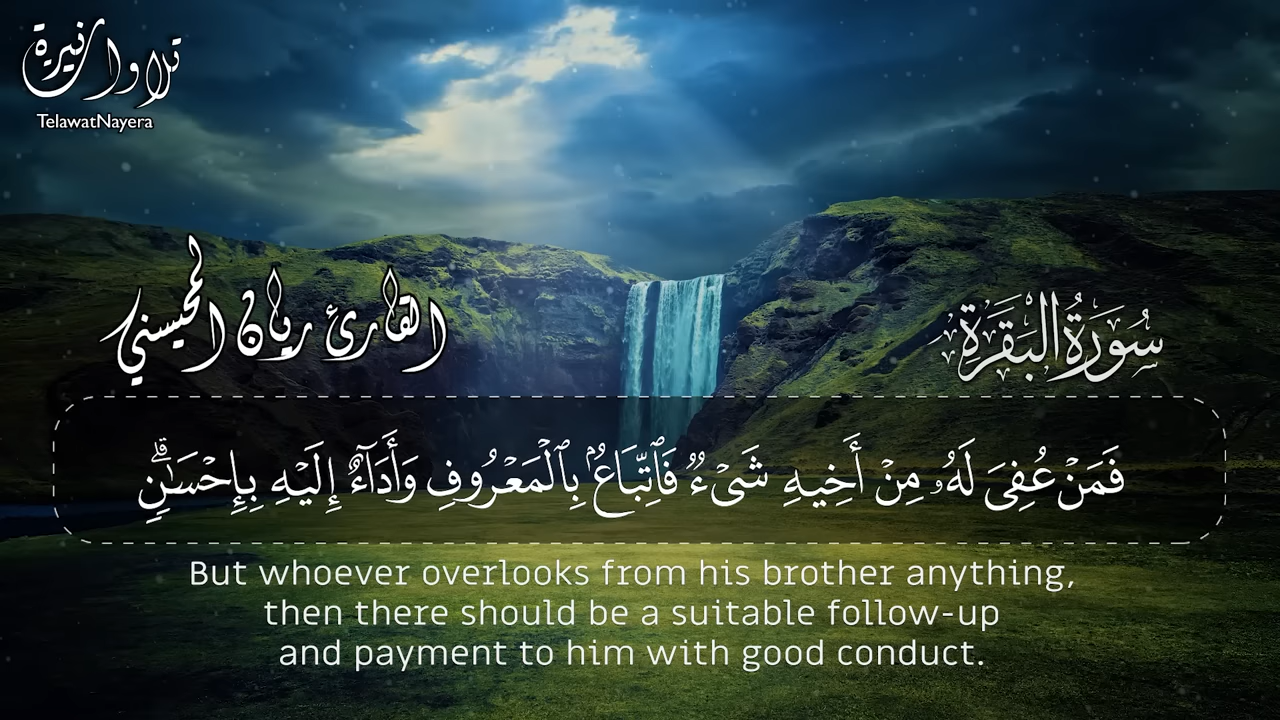 تلاوات نيرة
TelawatNayera
سُورَةُ البَقَرَةِ
القارئ ريان المحيسني
فَمَنْ عُفِىَ لَهُۥ مِنْ أَخِيهِ شَىْءٌۭ فَٱتِّبَاعٌۢ بِٱلْمَعْرُوفِ وَأَدَآءٌ إِلَيْهِ بِإِحْسَـٰنٍۢ ۗ
But whoever overlooks from his brother anything,
then there should be a suitable follow-up
and payment to him with good conduct.